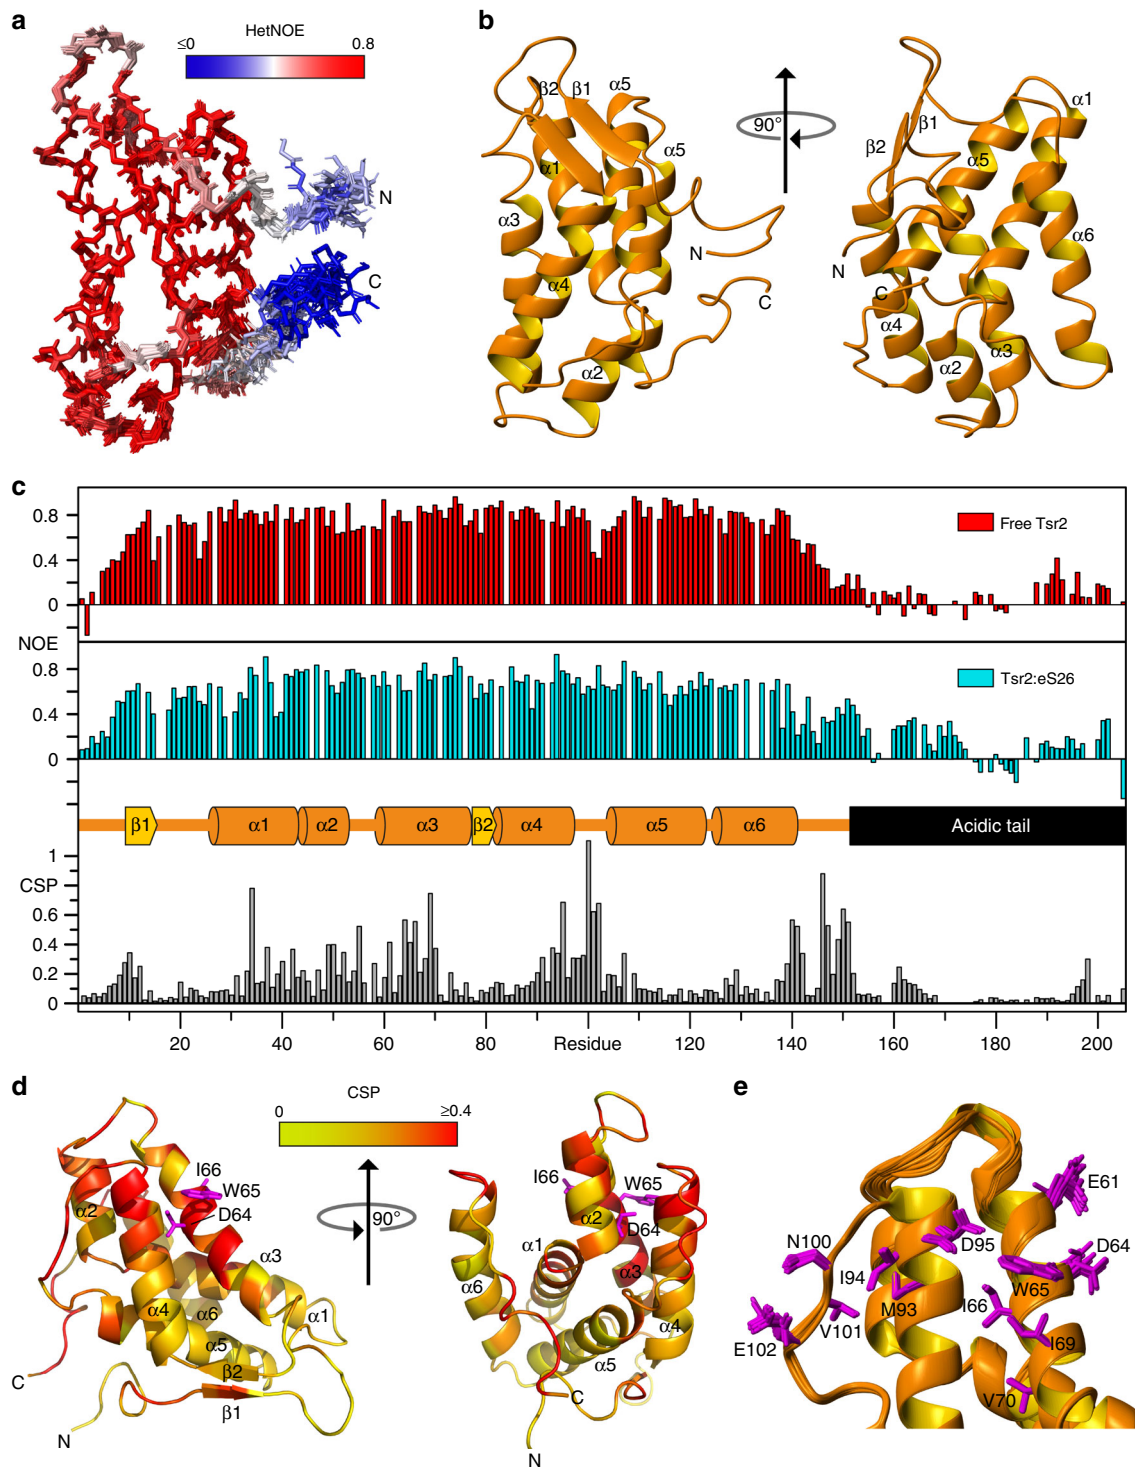 a
HetNOE
≤0
0.8
N
C
b
β2
β1
α5
α5
α1
α3
α4
α2
N
C
90°
α1
β1
β2
α5
α6
N
C
α4
α3
α2
c
0.8
0.4
0
Free Tsr2
NOE
0.8
0.4
0
Tsr2:eS26
β1
α1
α2
α3
β2
α4
α5
α6
Acidic tail
1
CSP
0.6
0.4
0.2
0
20
40
60
80
Residue
120
140
160
180
200
d
CSP
0
≥0.4
I66
W65
D64
α2
α3
α4
α6
α1
α5
β2
β1
C
N
90°
I66
W65
α2
D64
α1
α3
α6
α4
α5
C
N
e
E61
N100
D95
D64
I94
W65
M93
I66
V101
E102
I69
V70